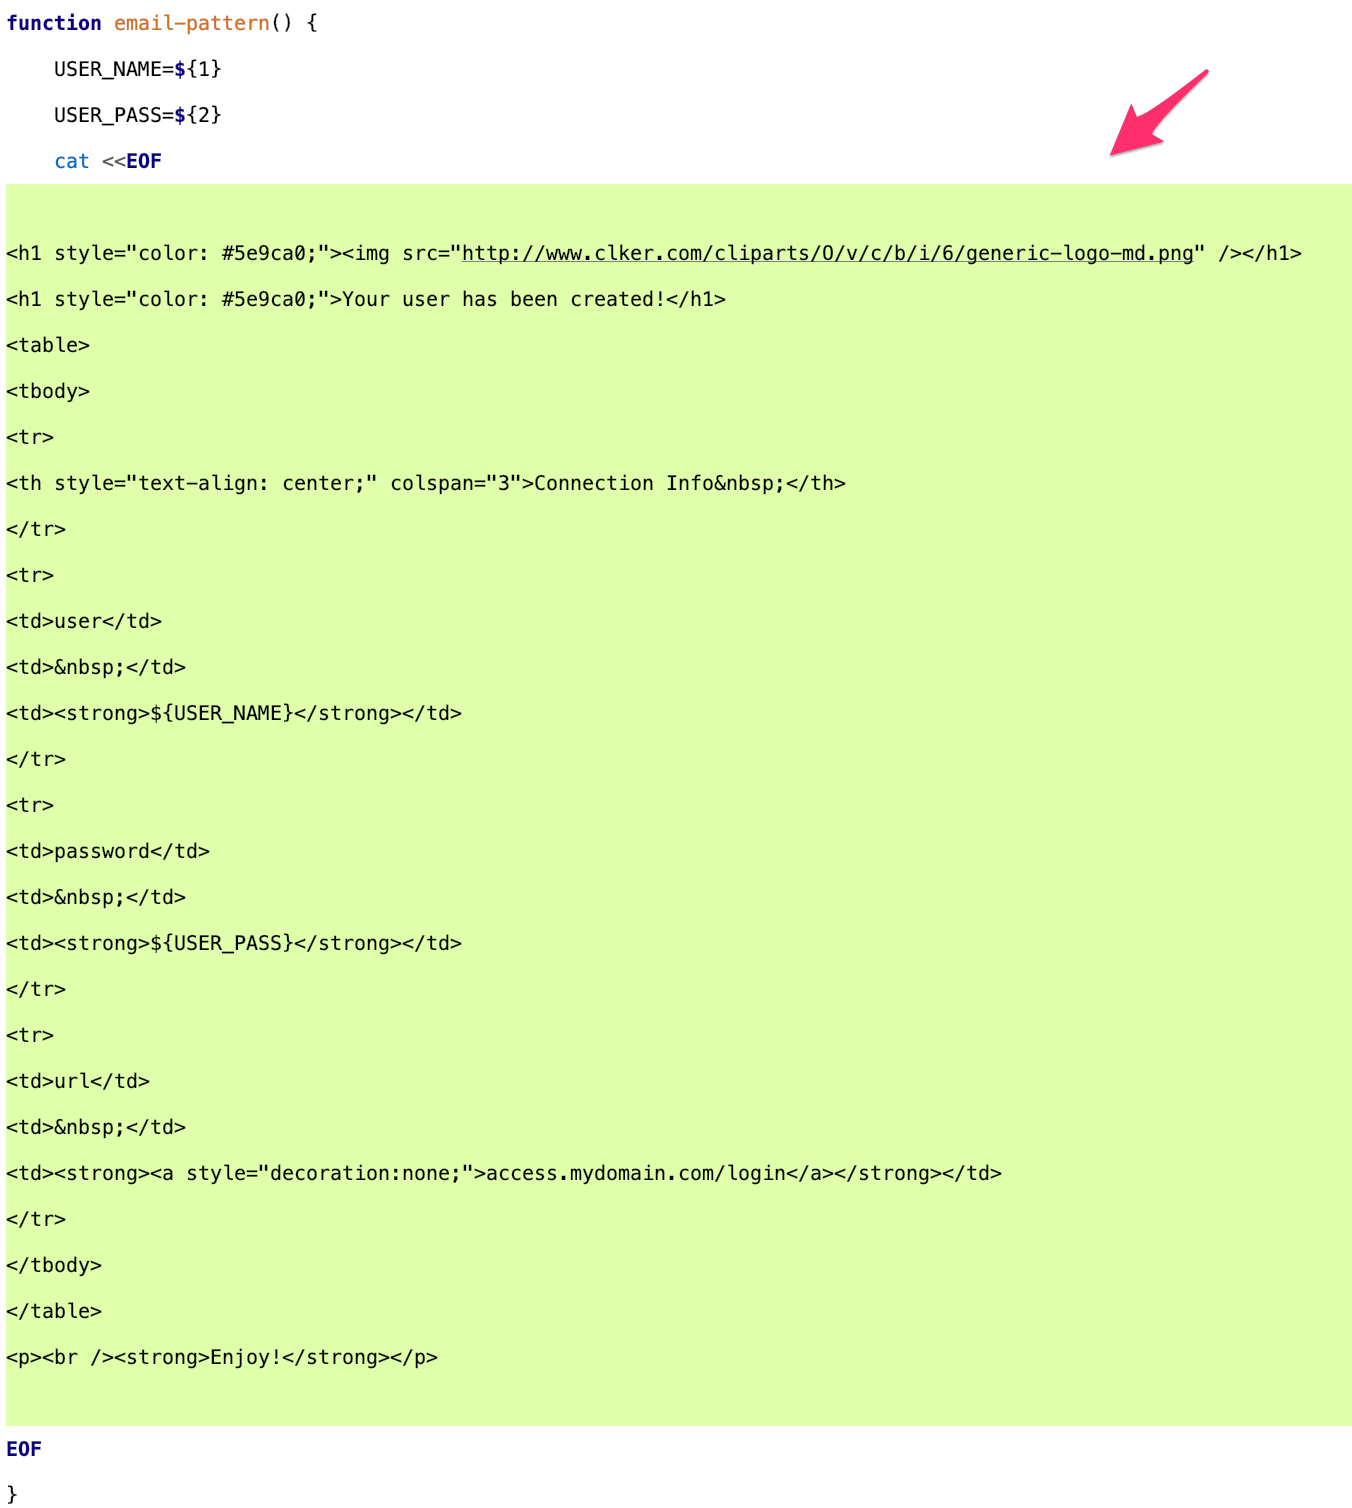 function email-pattern() {
    USER_NAME=${1}
    USER_PASS=${2}
    cat <<EOF
<h1 style="color: #5e9ca0;"><img src="http://www.clker.com/cliparts/O/v/c/b/i/6/generic-logo-md.png" /></h1>
<h1 style="color: #5e9ca0;">Your user has been created!</h1>
<table>
<tbody>
<tr>
<th style="text-align: center;" colspan="3">Connection Info&nbsp;</th>
</tr>
<tr>
<td>user</td>
<td>&nbsp;</td>
<td><strong>${USER_NAME}</strong></td>
</tr>
<tr>
<td>password</td>
<td>&nbsp;</td>
<td><strong>${USER_PASS}</strong></td>
</tr>
<tr>
<td>url</td>
<td>&nbsp;</td>
<td><strong><a style="decoration:none;">access.mydomain.com/login</a></strong></td>
</tr>
</tbody>
</table>
<p><br /><strong>Enjoy!</strong></p>
EOF
}